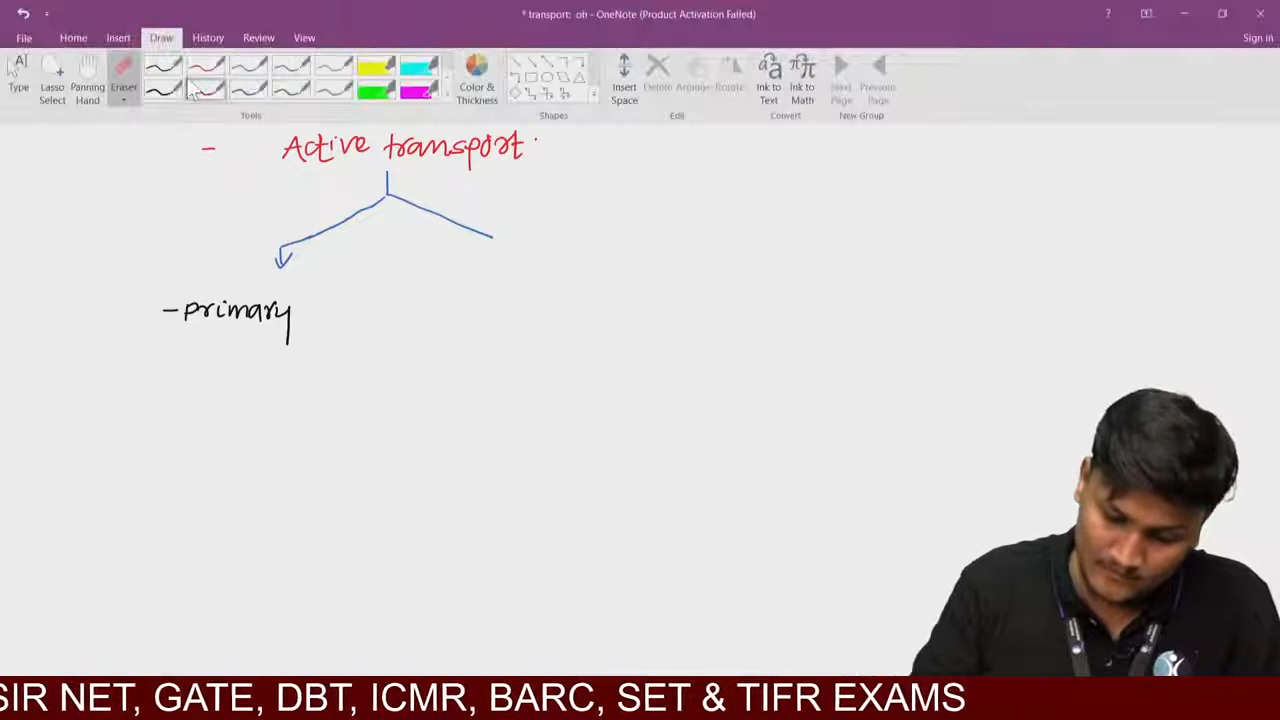 * transport: oh - OneNote (Product Activation Failed)
File Home Insert Draw History Review View Sign in
Type Lasso Select Panning Hand Eraser Color & Thickness Insert Space Delete Arrange Rotate Ink to Text Ink to Math Next Page Previous Page
Tools Shapes Edit Convert New Group
- Active transport.
- primary
SIR NET, GATE, DBT, ICMR, BARC, SET & TIFR EXAMS